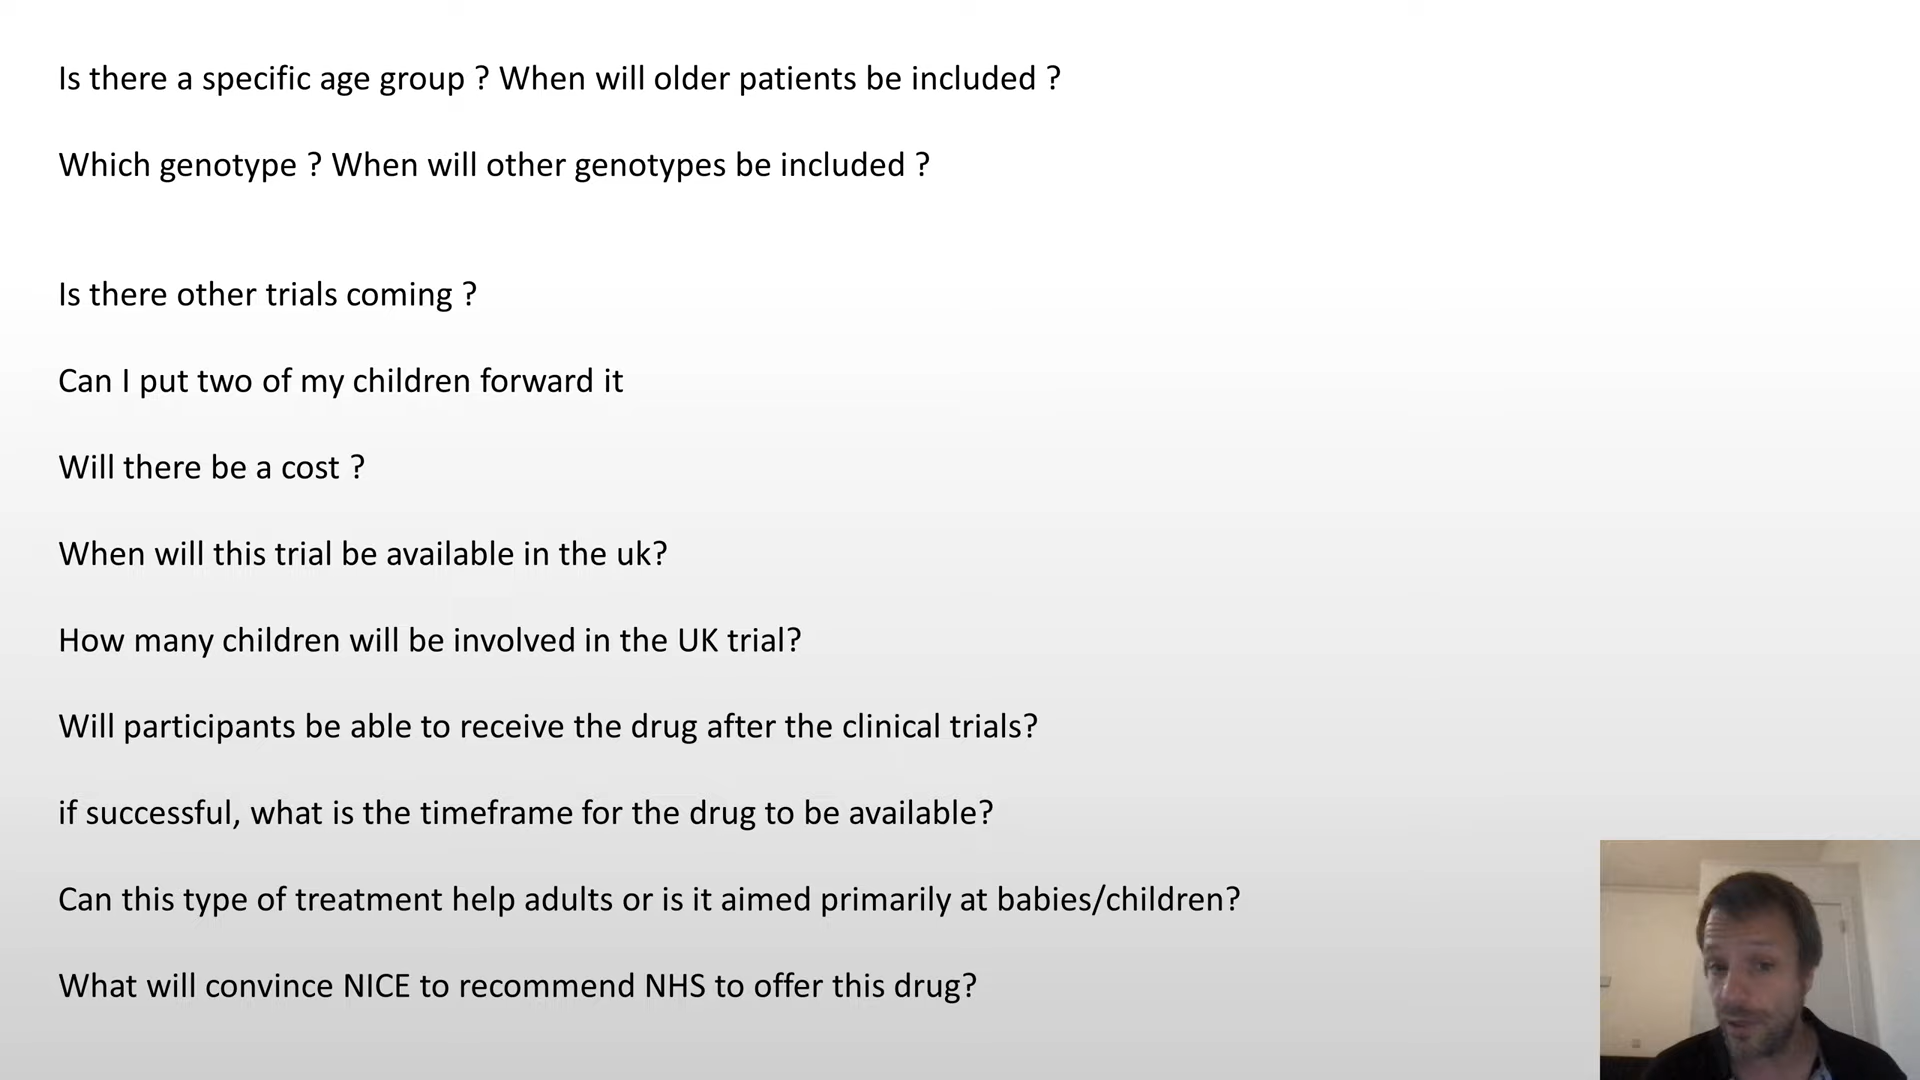 Is there a specific age group ? When will older patients be included ?
Which genotype ? When will other genotypes be included ?
Is there other trials coming ?
Can I put two of my children forward it
Will there be a cost ?
When will this trial be available in the uk?
How many children will be involved in the UK trial?
Will participants be able to receive the drug after the clinical trials?
if successful, what is the timeframe for the drug to be available?
Can this type of treatment help adults or is it aimed primarily at babies/children?
What will convince NICE to recommend NHS to offer this drug?